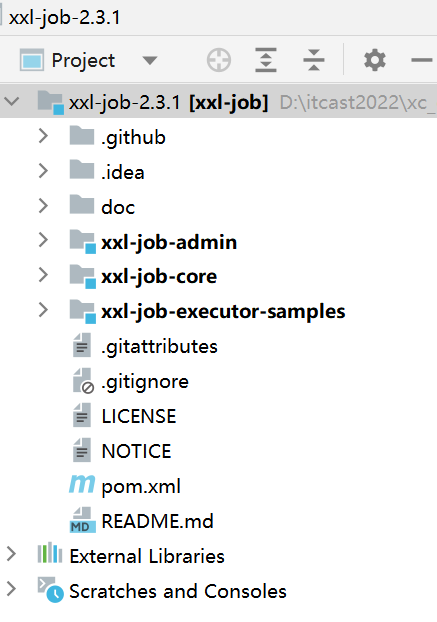 xxl-job-2.3.1
Project
xxl-job-2.3.1 [xxl-job] D:\itcast2022\xc_
.github
.idea
doc
xxl-job-admin
xxl-job-core
xxl-job-executor-samples
.gitattributes
.gitignore
LICENSE
NOTICE
m pom.xml
MD README.md
External Libraries
Scratches and Consoles